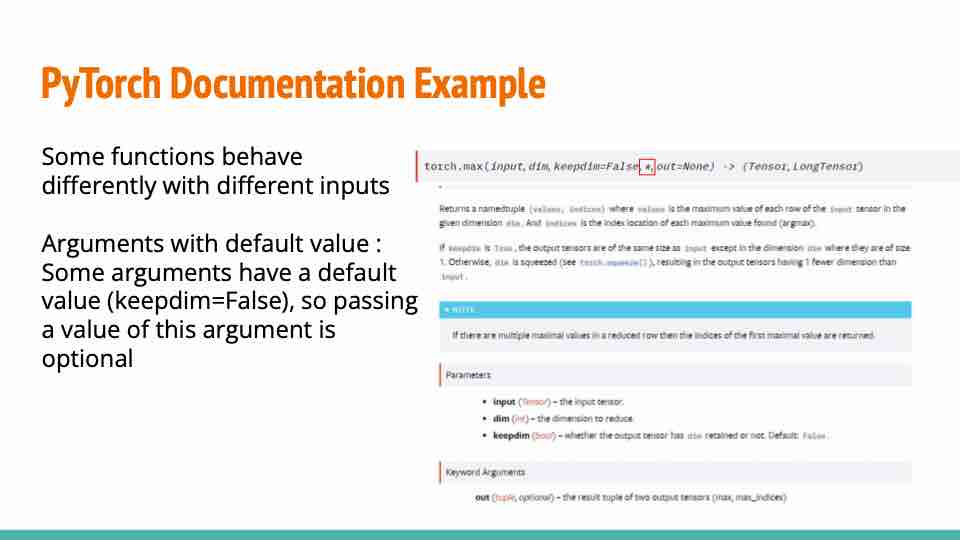 PyTorch Documentation Example
Some functions behave
differently with different inputs
Arguments with default value :
Some arguments have a default
value (keepdim=False), so passing
a value of this argument is
optional
torch.max(input, dim, keepdim=False, *, out=None) -> (Tensor, LongTensor)
Returns a namedtuple (values, indices) where values is the maximum value of each row of the input tensor in the
given dimension dim. And indices is the index location of each maximum value found (argmax).
If keepdim is True, the output tensors are of the same size as input except in the dimension dim where they are of size
1. Otherwise, dim is squeezed (see torch.squeeze()), resulting in the output tensors having 1 fewer dimension than
input.
NOTE
If there are multiple maximal values in a reduced row then the indices of the first maximal value are returned.
Parameters
• input (Tensor) – the input tensor.
• dim (int) – the dimension to reduce.
• keepdim (bool) – whether the output tensor has dim retained or not. Default: False.
Keyword Arguments
out (tuple, optional) – the result tuple of two output tensors (max, max_indices)